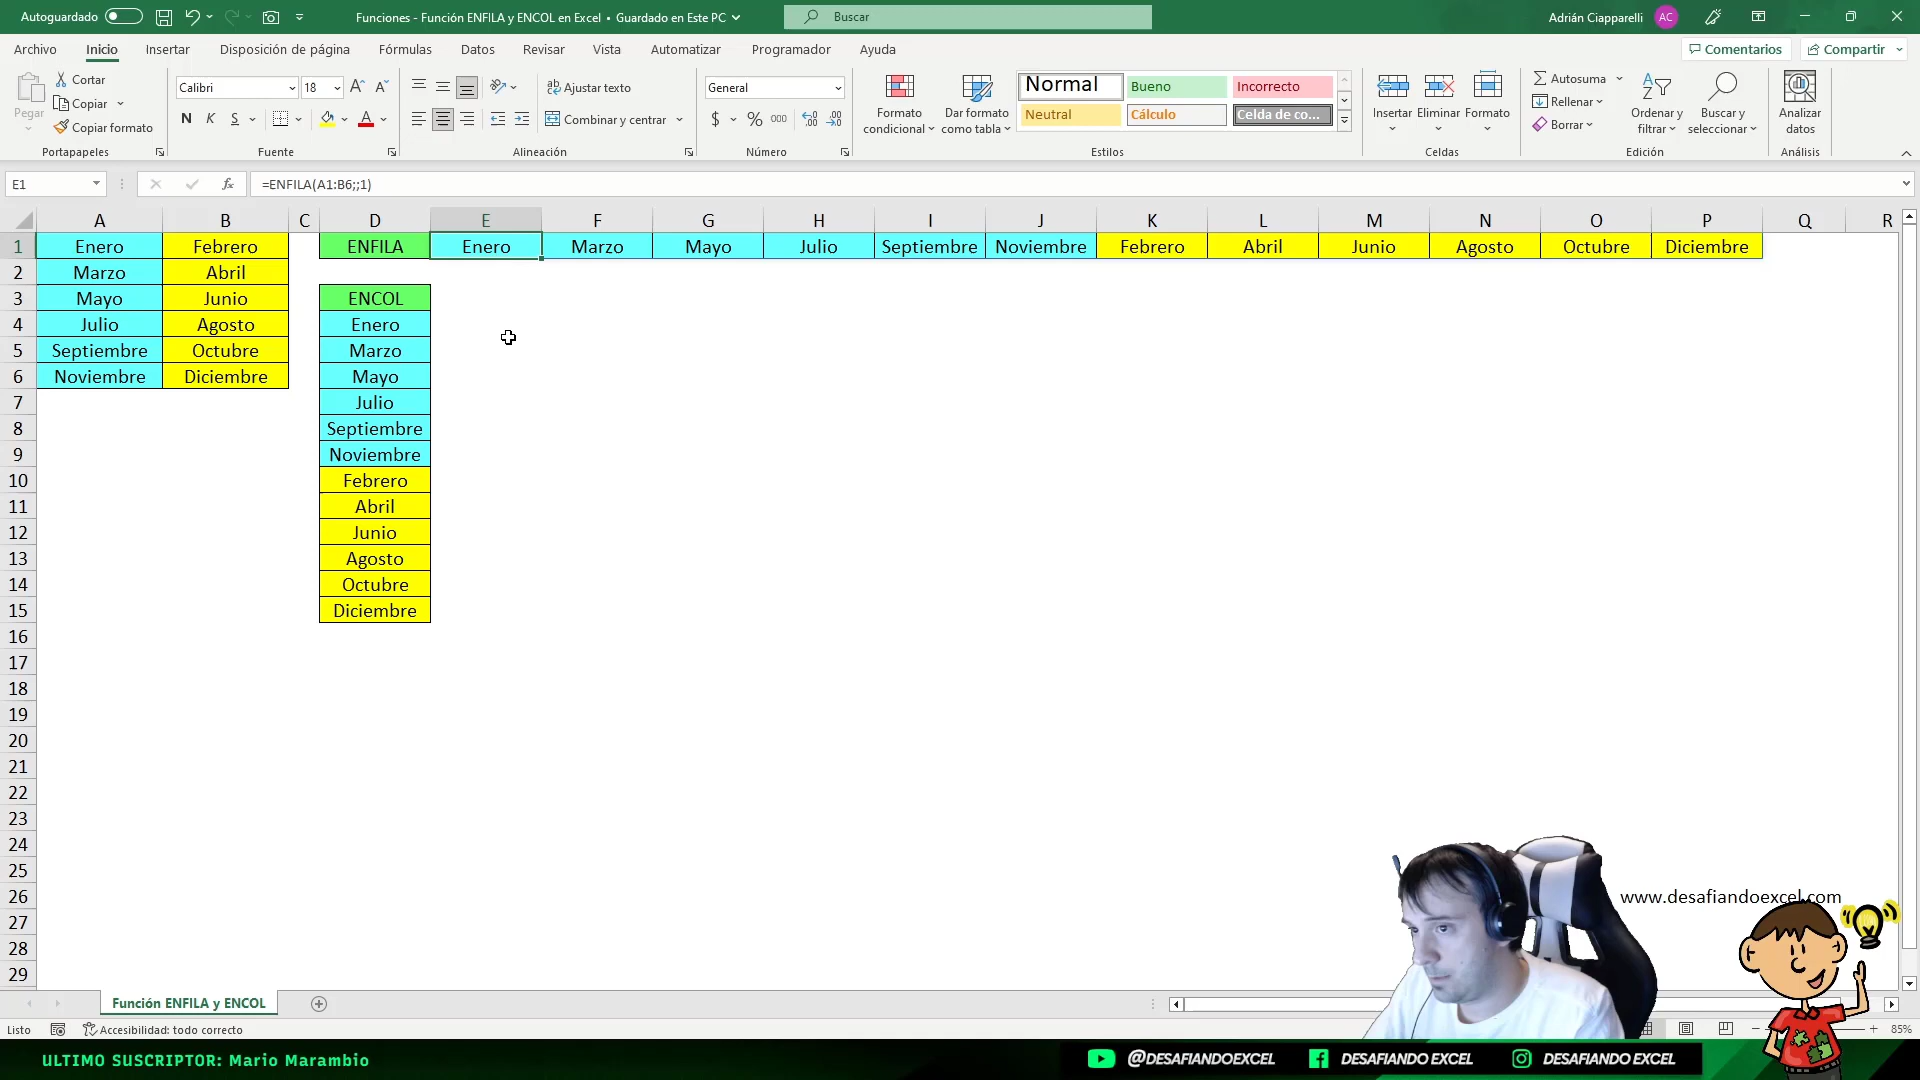 Autoguardado
Funciones - Función ENFILA y ENCOL en Excel • Guardado en Este PC
Buscar
Adrián Ciapparelli
AC
Archivo Inicio Insertar Disposición de página Fórmulas Datos Revisar Vista Automatizar Programador Ayuda
Comentarios
Compartir
Pegar
Cortar
Copiar
Copiar formato
Portapapeles
Calibri
18
N K S
Fuente
Ajustar texto
Combinar y centrar
Alineación
General
$ % 000
Número
Formato condicional
Dar formato como tabla
Normal Bueno Incorrecto
Neutral Cálculo Celda de co...
Estilos
Insertar Eliminar Formato
Celdas
Autosuma
Rellenar
Borrar
Ordenar y filtrar
Buscar y seleccionar
Edición
Analizar datos
Análisis
E1
fx
=ENFILA(A1:B6;;1)
A B C D E F G H I J K L M N O P Q R
1 Enero Febrero ENFILA Enero Marzo Mayo Julio Septiembre Noviembre Febrero Abril Junio Agosto Octubre Diciembre
2 Marzo Abril
3 Mayo Junio ENCOL
4 Julio Agosto Enero
5 Septiembre Octubre Marzo
6 Noviembre Diciembre Mayo
7 Julio
8 Septiembre
9 Noviembre
10 Febrero
11 Abril
12 Junio
13 Agosto
14 Octubre
15 Diciembre
16
17
18
19
20
21
22
23
24
25
26 www.desafiandoexcel.com
27
28
29
Función ENFILA y ENCOL
Listo
Accesibilidad: todo correcto
85%
ULTIMO SUSCRIPTOR: Mario Marambio
@DESAFIANDOEXCEL
DESAFIANDO EXCEL
DESAFIANDO EXCEL